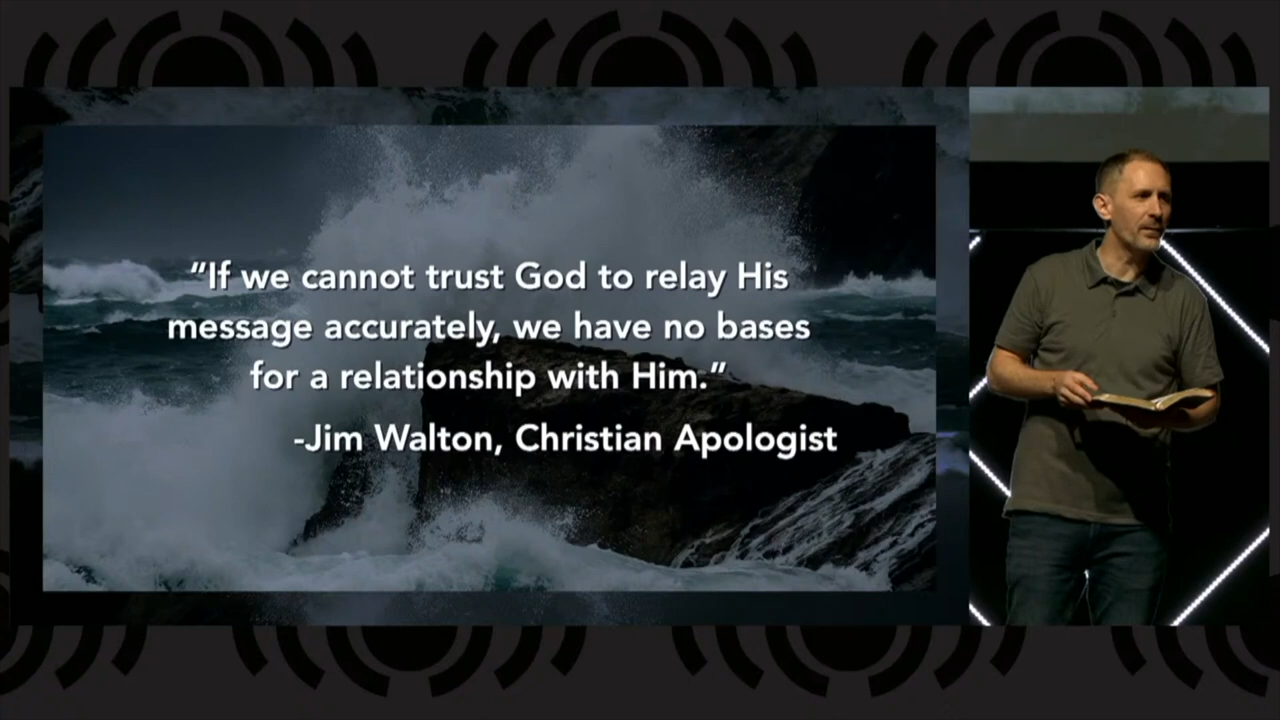 “If we cannot trust God to relay His
message accurately, we have no bases
for a relationship with Him.”
-Jim Walton, Christian Apologist